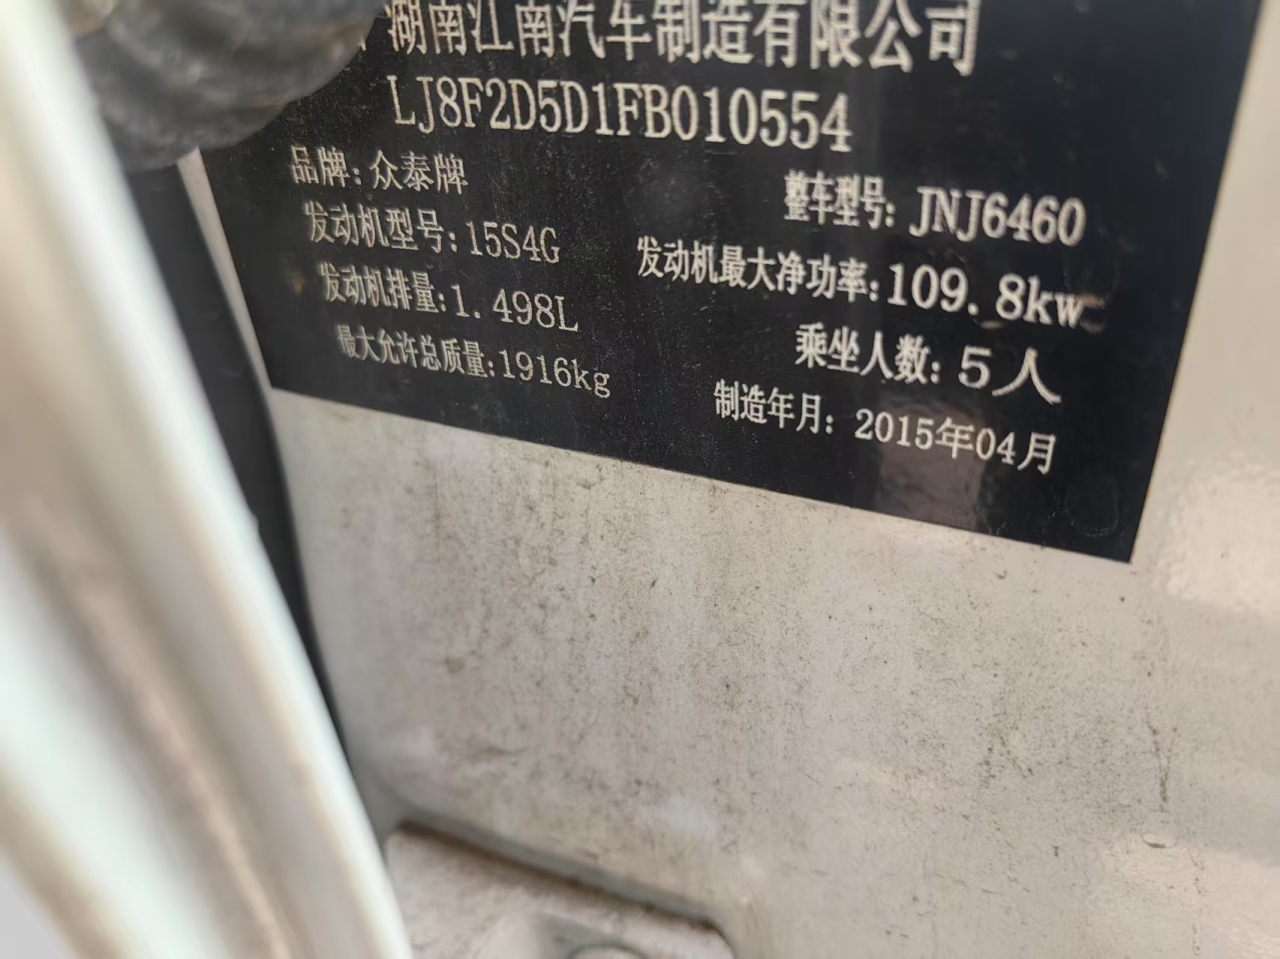 湖南江南汽车制造有限公司
LJ8F2D5D1FB010554
品牌:众泰牌
整车型号:JNJ6460
发动机型号:15S4G
发动机最大净功率:109.8kw
发动机排量:1.498L
乘坐人数:5人
最大允许总质量:1916kg
制造年月:2015年04月